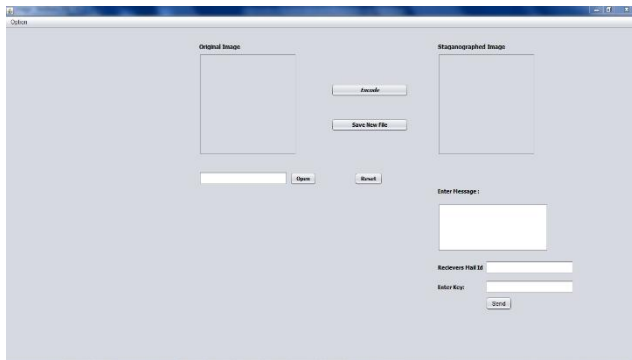 Option
Original Image
Staganographed Image
Encode
Save New File
Open
Reset
Enter Message :
Recievers Mail Id
Enter Key:
Send